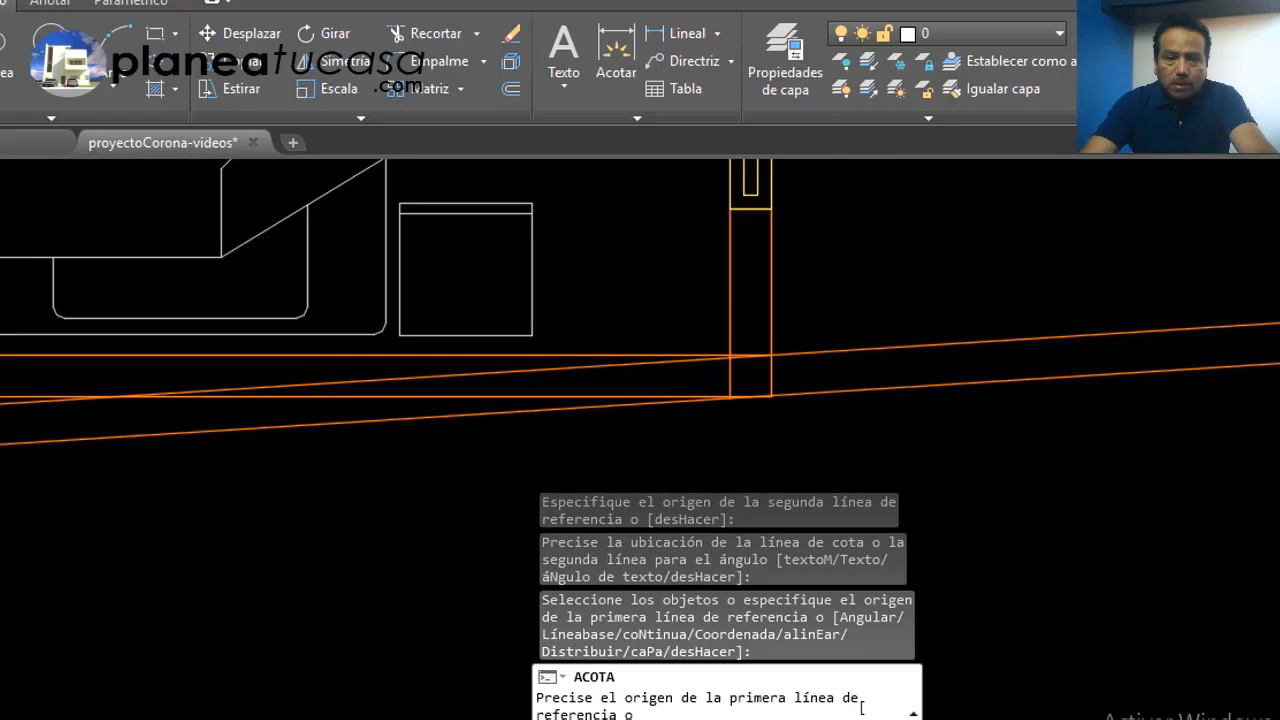 Anotar Paramétrico
Desplazar Girar Recortar Lineal 0
planeatucasa
.com
Simetría Empalme Texto Acotar Directriz Propiedades de capa Establecer como a
Estirar Escala Matriz Tabla Igualar capa
proyectoCorona-videos*
Especifique el origen de la segunda línea de
referencia o [desHacer]:
Precise la ubicación de la línea de cota o la
segunda línea para el ángulo [textoM/Texto/
áNgulo de texto/desHacer]:
Seleccione los objetos o especifique el origen
de la primera línea de referencia o [Angular/
Líneabase/coNtinua/Coordenada/alinEar/
Distribuir/caPa/desHacer]:
ACOTA
Precise el origen de la primera línea de
referencia o
Activar Windows